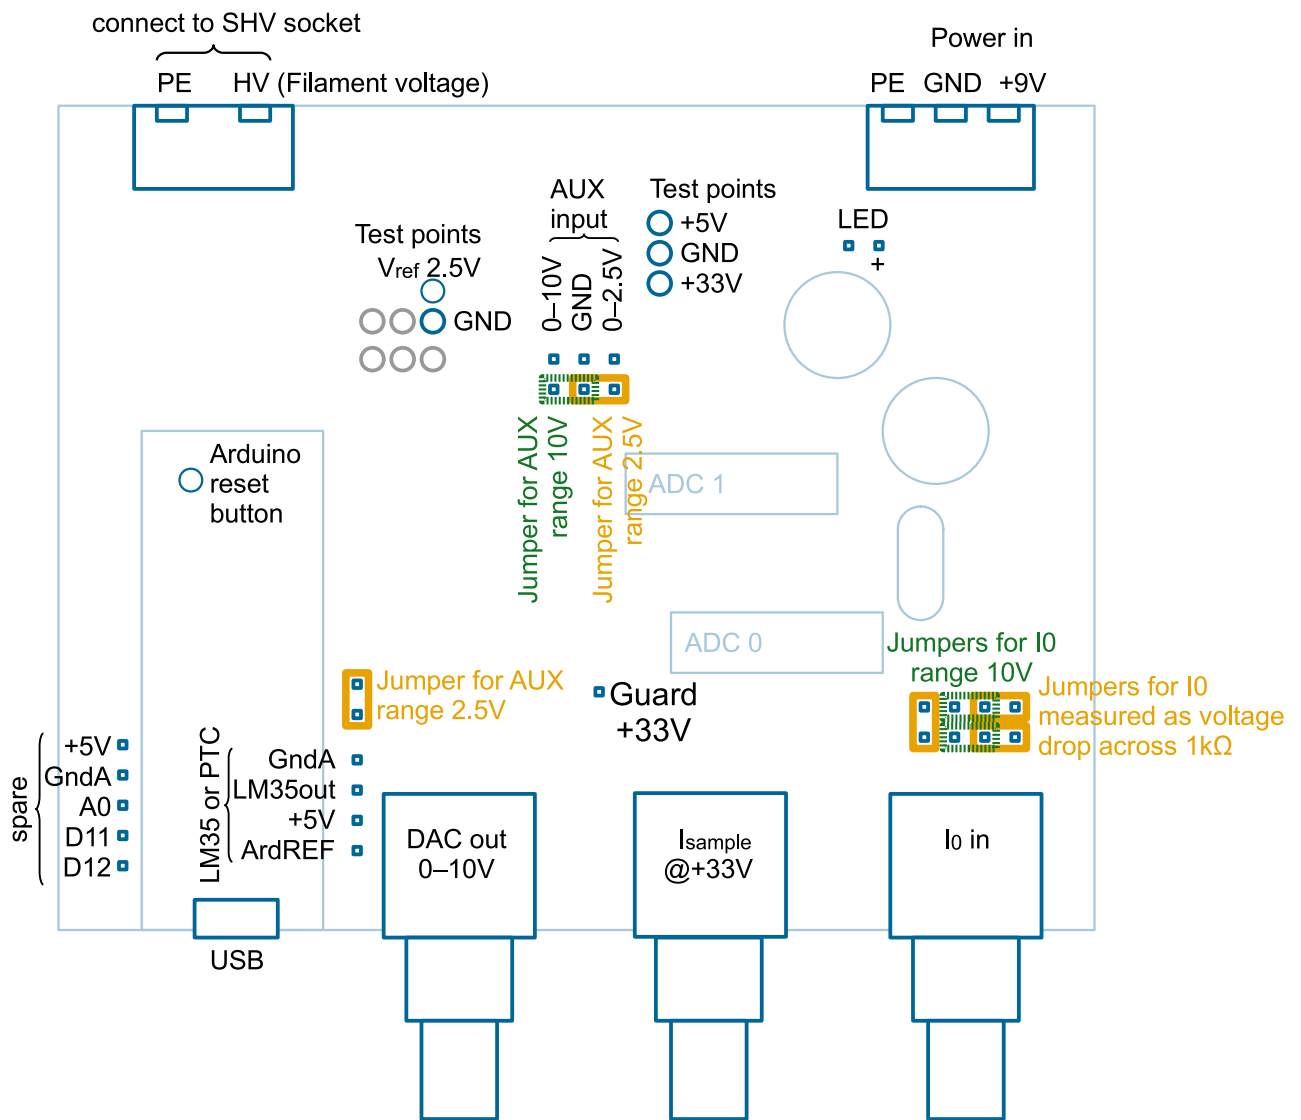 connect to SHV socket
PE HV (Filament voltage)
Power in
PE GND +9V
AUX
input
0–10V
GND
0–2.5V
Test points
+5V
GND
+33V
LED
+
Test points
Vref 2.5V
GND
Jumper for AUX
range 10V
Jumper for AUX
range 2.5V
Arduino
reset
button
ADC 1
ADC 0
Jumpers for I0
range 10V
Jumpers for I0
measured as voltage
drop across 1kΩ
Jumper for AUX
range 2.5V
Guard
+33V
spare
+5V
GndA
A0
D11
D12
LM35 or PTC
GndA
LM35out
+5V
ArdREF
DAC out
0–10V
Isample
@+33V
I0 in
USB